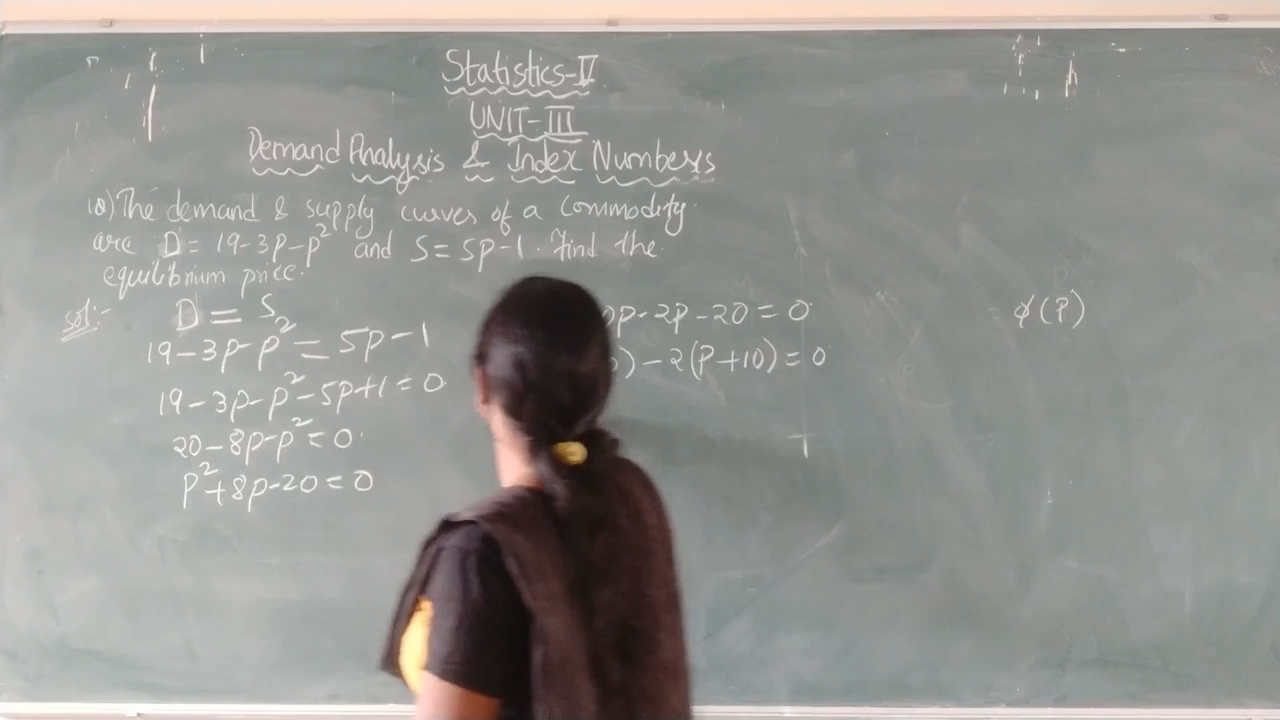 Statistics-IV
UNIT-III
Demand Analysis & Index Numbers
10) The demand & supply curves of a commodity
are D = 19-3p-p² and S = 5p-1. Find the
equilibrium price.
Sol:-
D = S
19-3p-p² = 5p-1
19-3p-p²-5p+1 = 0
20-8p-p² = 0
p²+8p-20 = 0
0p-2p-20 = 0
) - 2(P+10) = 0
ϕ(P)